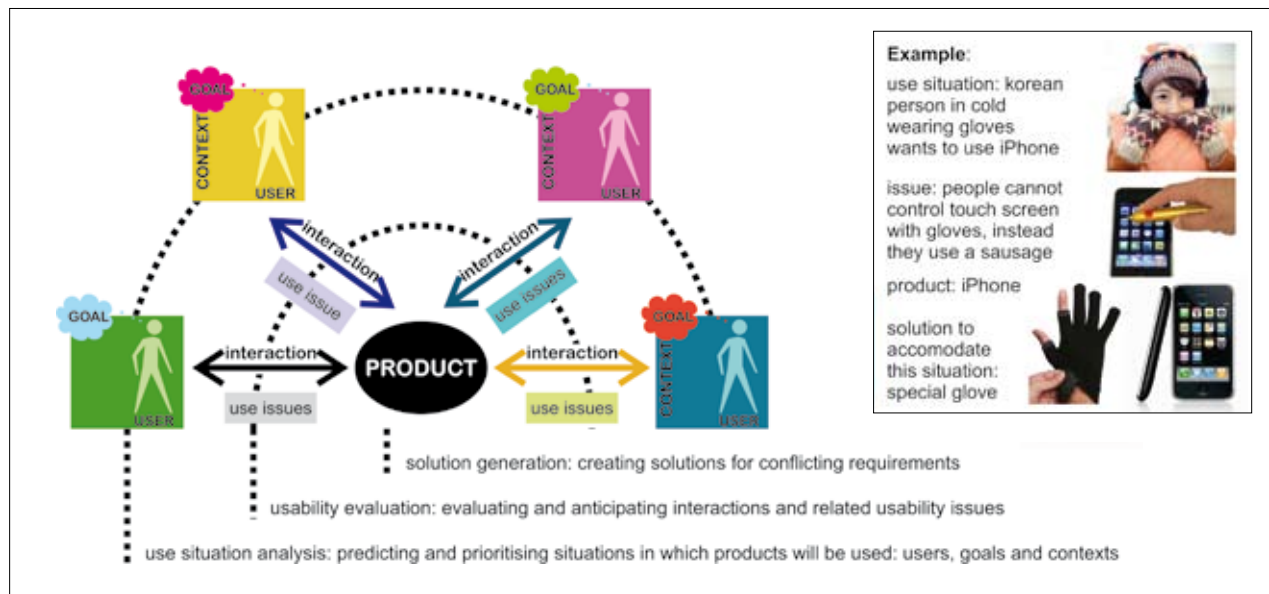 GOAL
CONTEXT
USER
GOAL
CONTEXT
USER
interaction
use issue
interaction
use issues
GOAL
USER
interaction
use issues
PRODUCT
interaction
use issues
GOAL
CONTEXT
USER
solution generation: creating solutions for conflicting requirements
usability evaluation: evaluating and anticipating interactions and related usability issues
use situation analysis: predicting and prioritising situations in which products will be used: users, goals and contexts
Example:
use situation: korean
person in cold
wearing gloves
wants to use iPhone
issue: people cannot
control touch screen
with gloves, instead
they use a sausage
product: iPhone
solution to
accomodate
this situation:
special glove